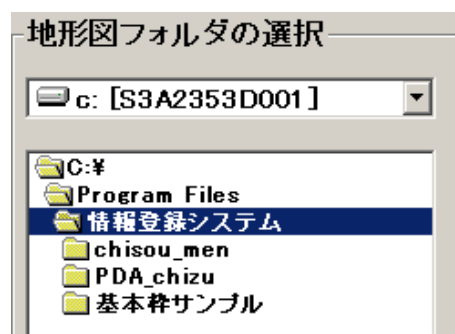 地形図フォルダの選択
c: [S3A2353D001]
C:¥
Program Files
情報登録システム
chisou_men
PDA_chizu
基本枠サンプル